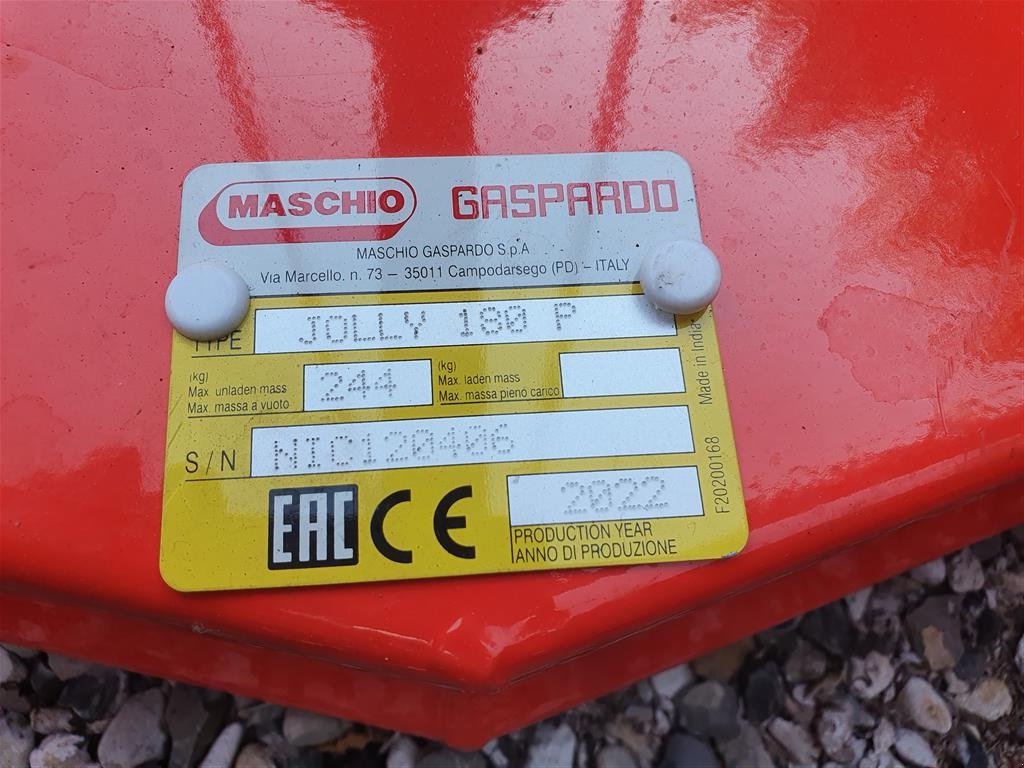 MASCHIO GASPARDO
MASCHIO GASPARDO S.p.A
Via Marcello. n. 73 – 35011 Campodarsego (PD) – ITALY
TYPE JOLLY 180 P
(kg)
Max. unladen mass
Max. massa a vuoto
244
(kg)
Max. laden mass
Max. massa pieno carico
S/N NIC120406
EAC CE
2022
PRODUCTION YEAR
ANNO DI PRODUZIONE
F20200168 Made in India